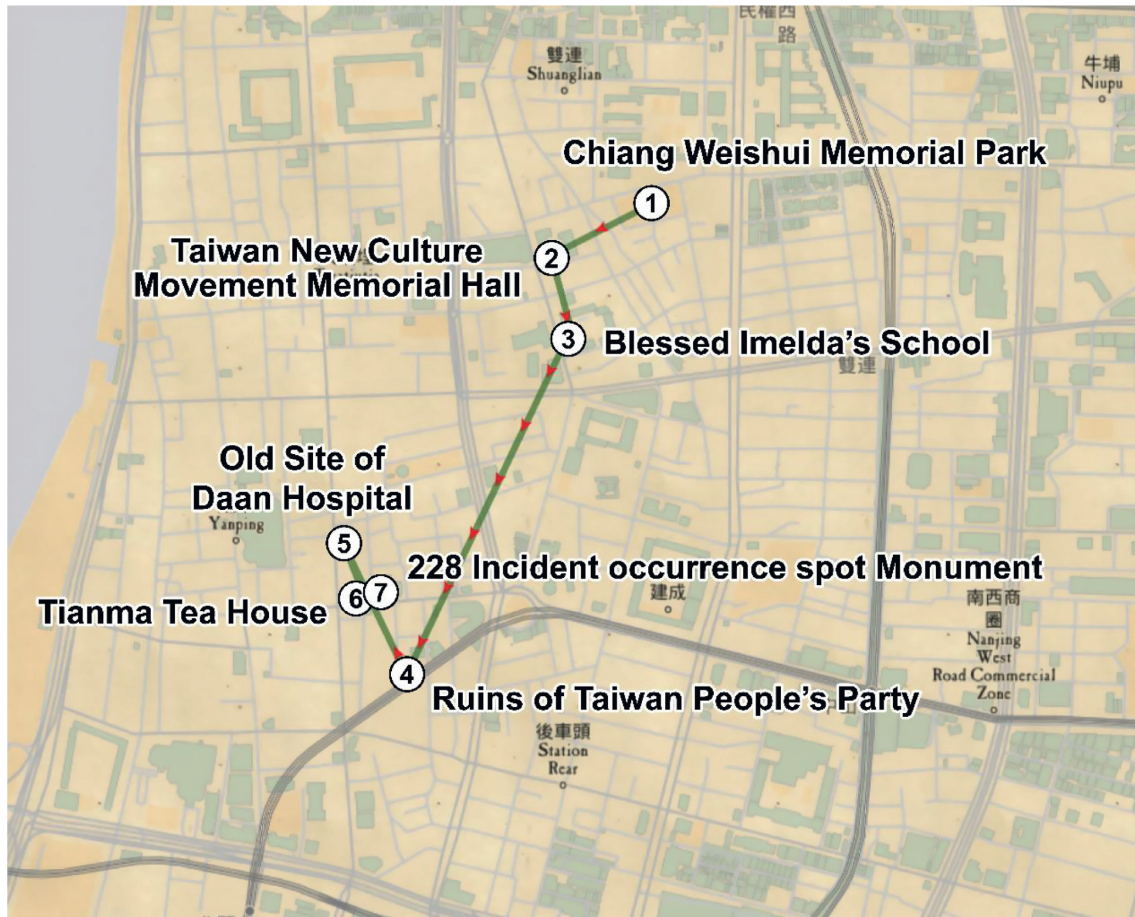 民權西
路
雙連
Shuanglian
牛埔
Niupu
Chiang Weishui Memorial Park
1
Taiwan New Culture
Movement Memorial Hall
2
3
Blessed Imelda's School
雙連
Old Site of
Daan Hospital
Yanping
5
228 Incident occurrence spot Monument
6
7
Tianma Tea House
建成
南西商
圈
Nanjing
West
Road Commercial
Zone
4
Ruins of Taiwan People's Party
後車頭
Station
Rear